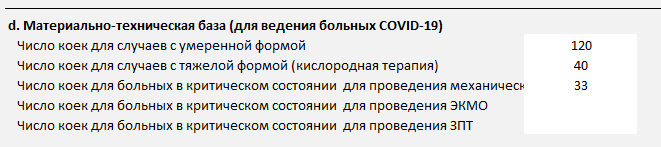 d. Материально-техническая база (для ведения больных COVID-19)
Число коек для случаев с умеренной формой 120
Число коек для случаев с тяжелой формой (кислородная терапия) 40
Число коек для больных в критическом состоянии для проведения механическ 33
Число коек для больных в критическом состоянии для проведения ЭКМО
Число коек для больных в критическом состоянии для проведения ЗПТ